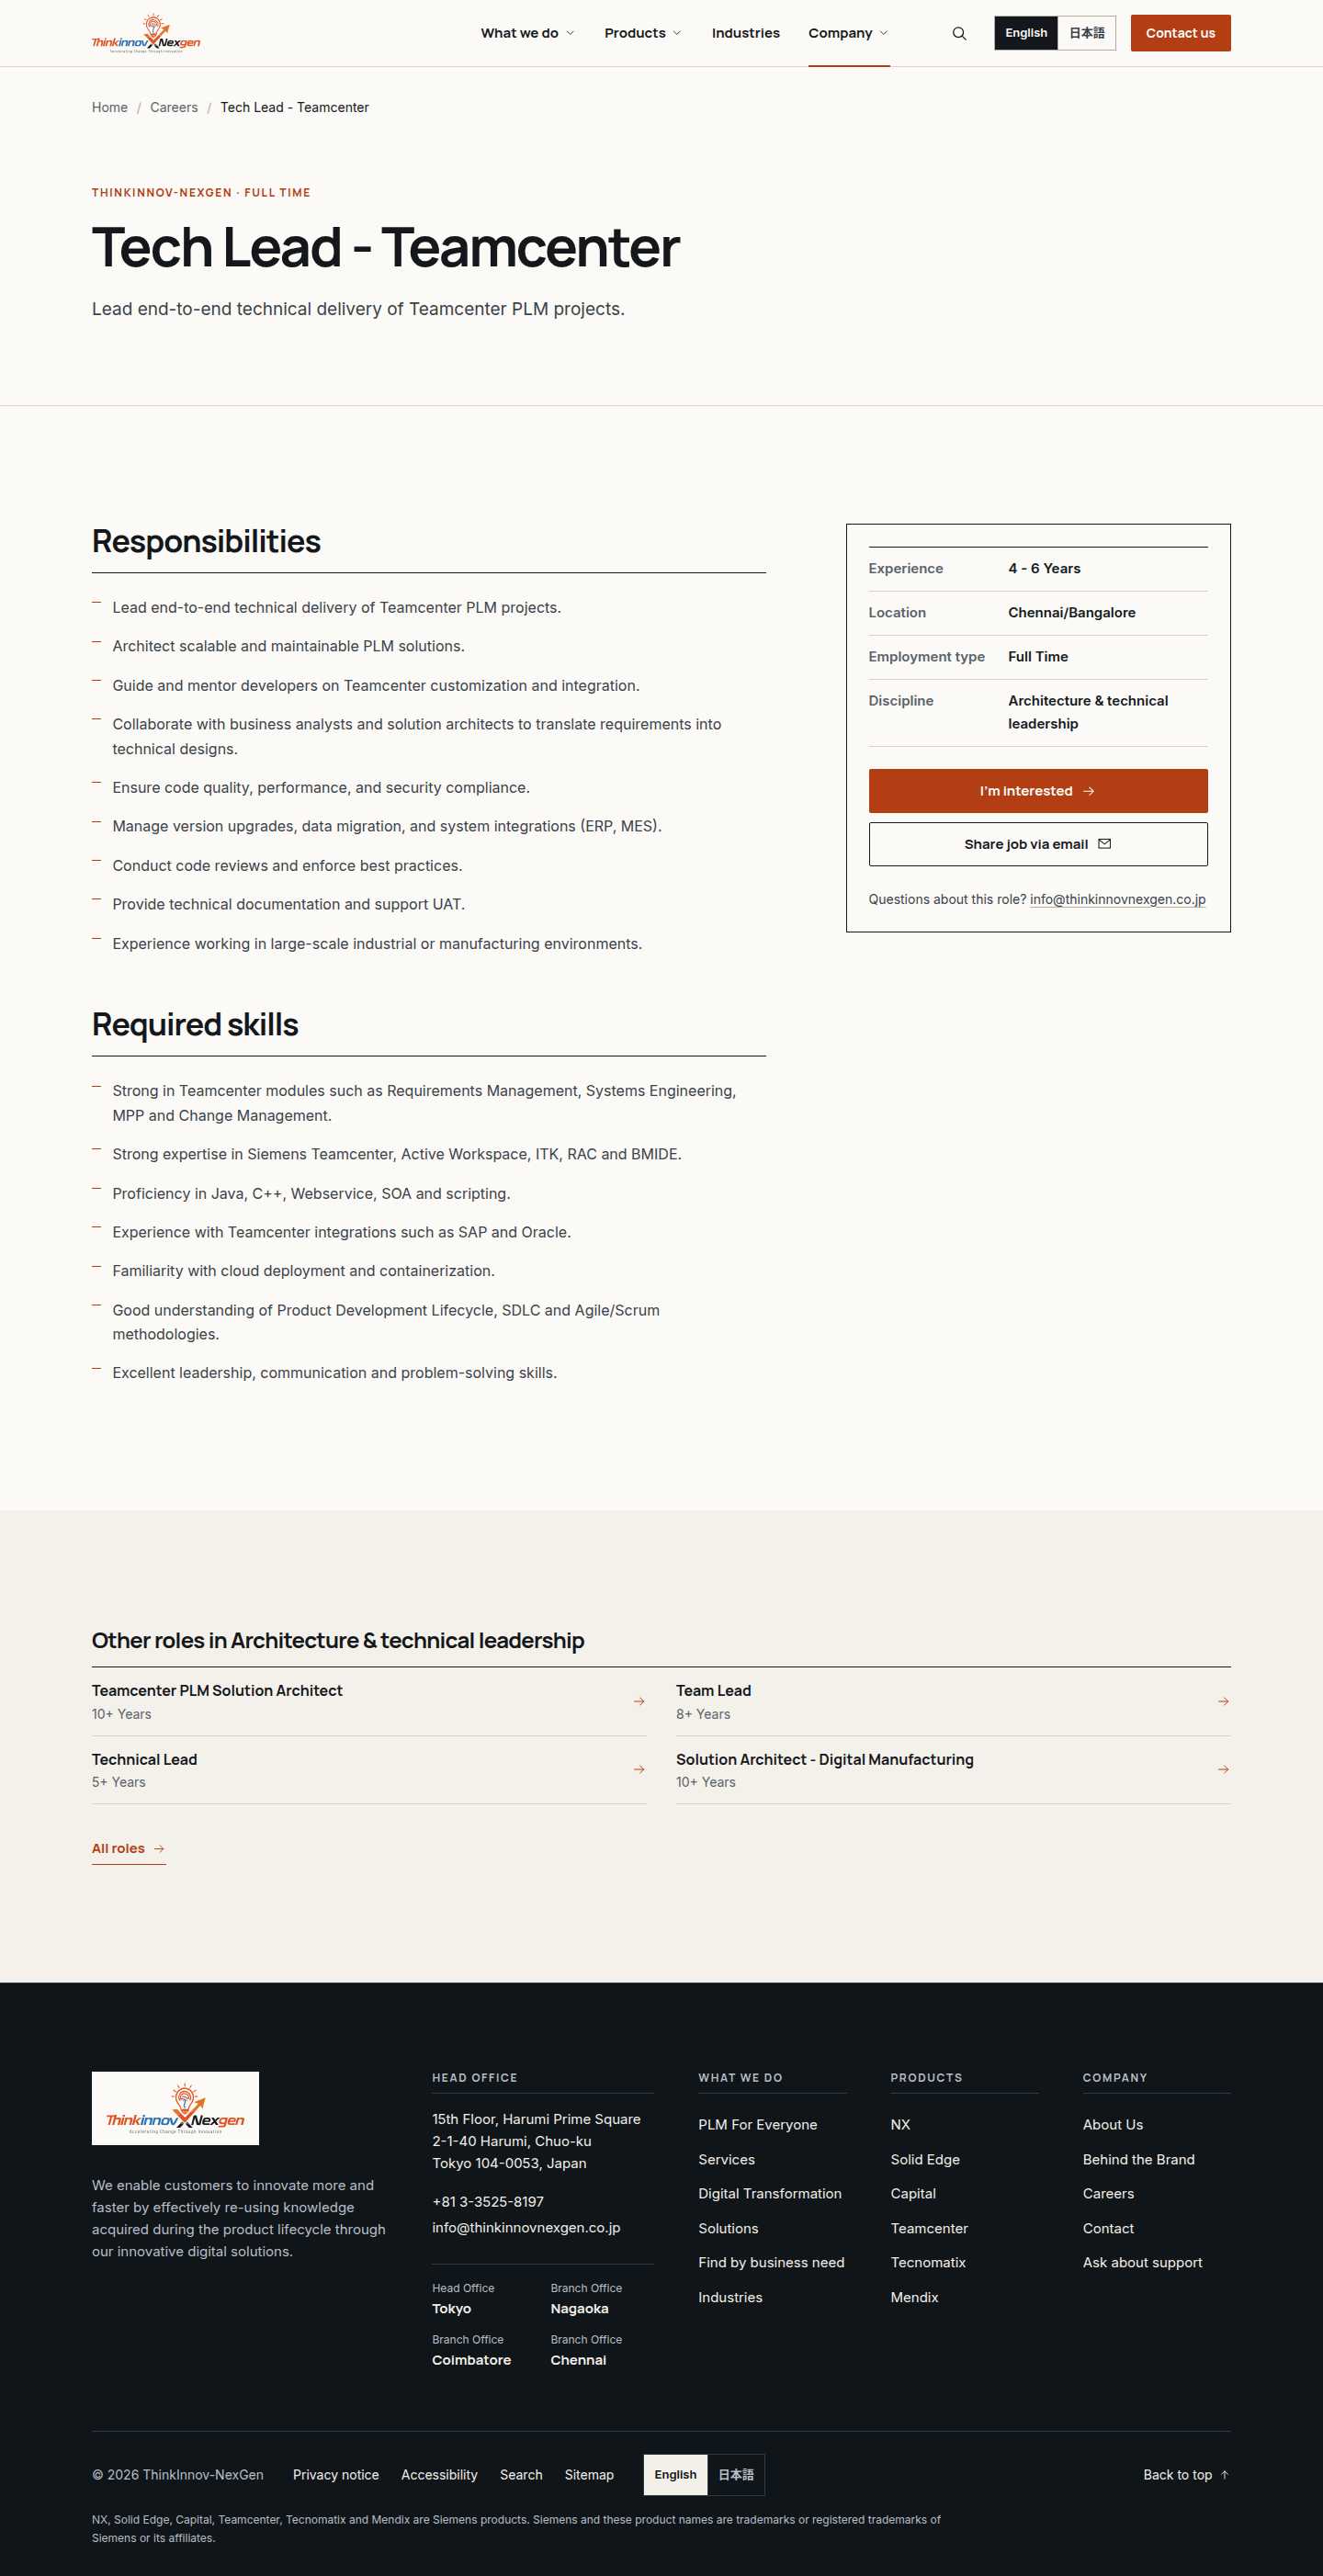 ThinkinnovXNexgen
Accelerating Change Through Innovation
What we do
Products
Industries
Company
English
日本語
Contact us
Home / Careers / Tech Lead - Teamcenter
THINKINNOV-NEXGEN · FULL TIME
Tech Lead - Teamcenter
Lead end-to-end technical delivery of Teamcenter PLM projects.
Responsibilities
Lead end-to-end technical delivery of Teamcenter PLM projects.
Architect scalable and maintainable PLM solutions.
Guide and mentor developers on Teamcenter customization and integration.
Collaborate with business analysts and solution architects to translate requirements into
technical designs.
Ensure code quality, performance, and security compliance.
Manage version upgrades, data migration, and system integrations (ERP, MES).
Conduct code reviews and enforce best practices.
Provide technical documentation and support UAT.
Experience working in large-scale industrial or manufacturing environments.
Experience 4 - 6 Years
Location Chennai/Bangalore
Employment type Full Time
Discipline Architecture & technical
leadership
I'm interested →
Share job via email
Questions about this role? info@thinkinnovnexgen.co.jp
Required skills
Strong in Teamcenter modules such as Requirements Management, Systems Engineering,
MPP and Change Management.
Strong expertise in Siemens Teamcenter, Active Workspace, ITK, RAC and BMIDE.
Proficiency in Java, C++, Webservice, SOA and scripting.
Experience with Teamcenter integrations such as SAP and Oracle.
Familiarity with cloud deployment and containerization.
Good understanding of Product Development Lifecycle, SDLC and Agile/Scrum
methodologies.
Excellent leadership, communication and problem-solving skills.
Other roles in Architecture & technical leadership
Teamcenter PLM Solution Architect
10+ Years
Team Lead
8+ Years
Technical Lead
5+ Years
Solution Architect - Digital Manufacturing
10+ Years
All roles →
ThinkinnovXNexgen
Accelerating Change Through Innovation
We enable customers to innovate more and
faster by effectively re-using knowledge
acquired during the product lifecycle through
our innovative digital solutions.
HEAD OFFICE
15th Floor, Harumi Prime Square
2-1-40 Harumi, Chuo-ku
Tokyo 104-0053, Japan
+81 3-3525-8197
info@thinkinnovnexgen.co.jp
Head Office
Tokyo
Branch Office
Nagaoka
Branch Office
Coimbatore
Branch Office
Chennai
WHAT WE DO
PLM For Everyone
Services
Digital Transformation
Solutions
Find by business need
Industries
PRODUCTS
NX
Solid Edge
Capital
Teamcenter
Tecnomatix
Mendix
COMPANY
About Us
Behind the Brand
Careers
Contact
Ask about support
© 2026 ThinkInnov-NexGen
Privacy notice
Accessibility
Search
Sitemap
English
日本語
Back to top ↑
NX, Solid Edge, Capital, Teamcenter, Tecnomatix and Mendix are Siemens products. Siemens and these product names are trademarks or registered trademarks of
Siemens or its affiliates.